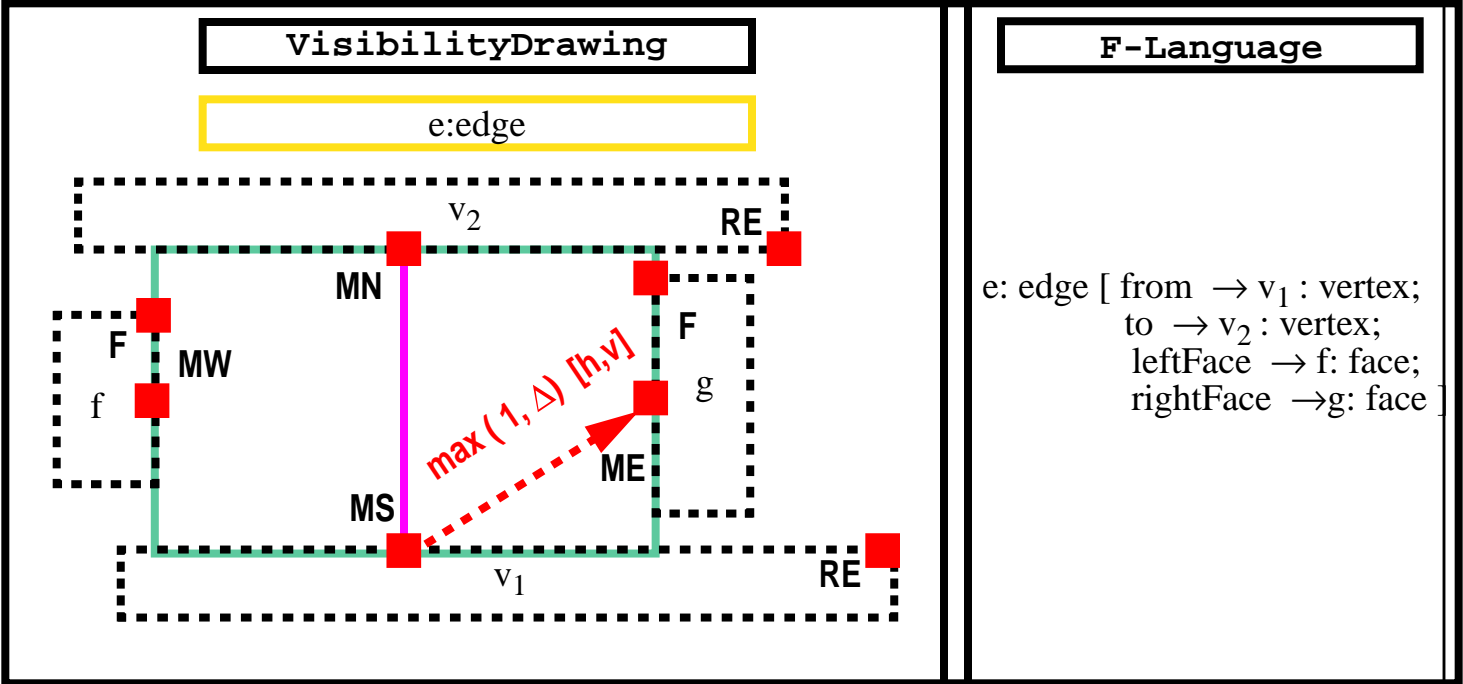 VisibilityDrawing
e:edge
v2
RE
MN
F
MW
f
F
g
max ( 1, Δ) [h,v]
ME
MS
v1
RE
F-Language
e: edge [ from → v1 : vertex;
to → v2 : vertex;
leftFace → f: face;
rightFace →g: face ]